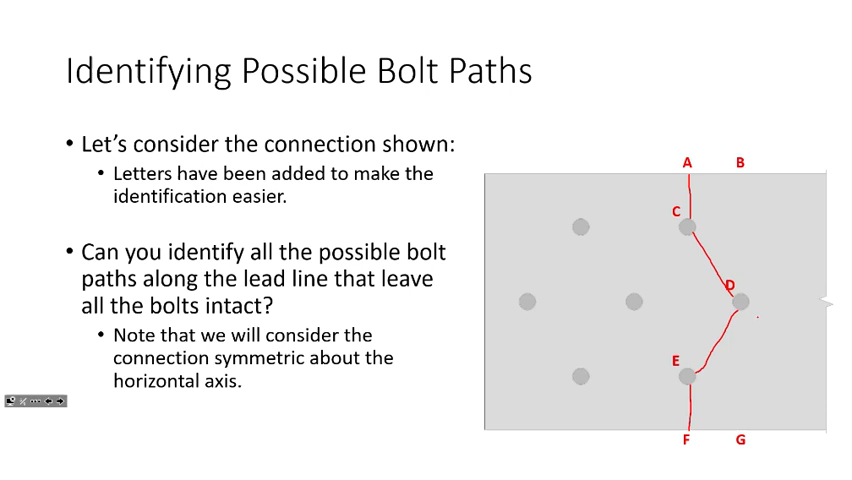 Identifying Possible Bolt Paths
• Let's consider the connection shown:
• Letters have been added to make the
identification easier.
• Can you identify all the possible bolt
paths along the lead line that leave
all the bolts intact?
• Note that we will consider the
connection symmetric about the
horizontal axis.
A B
C
D
E
F G